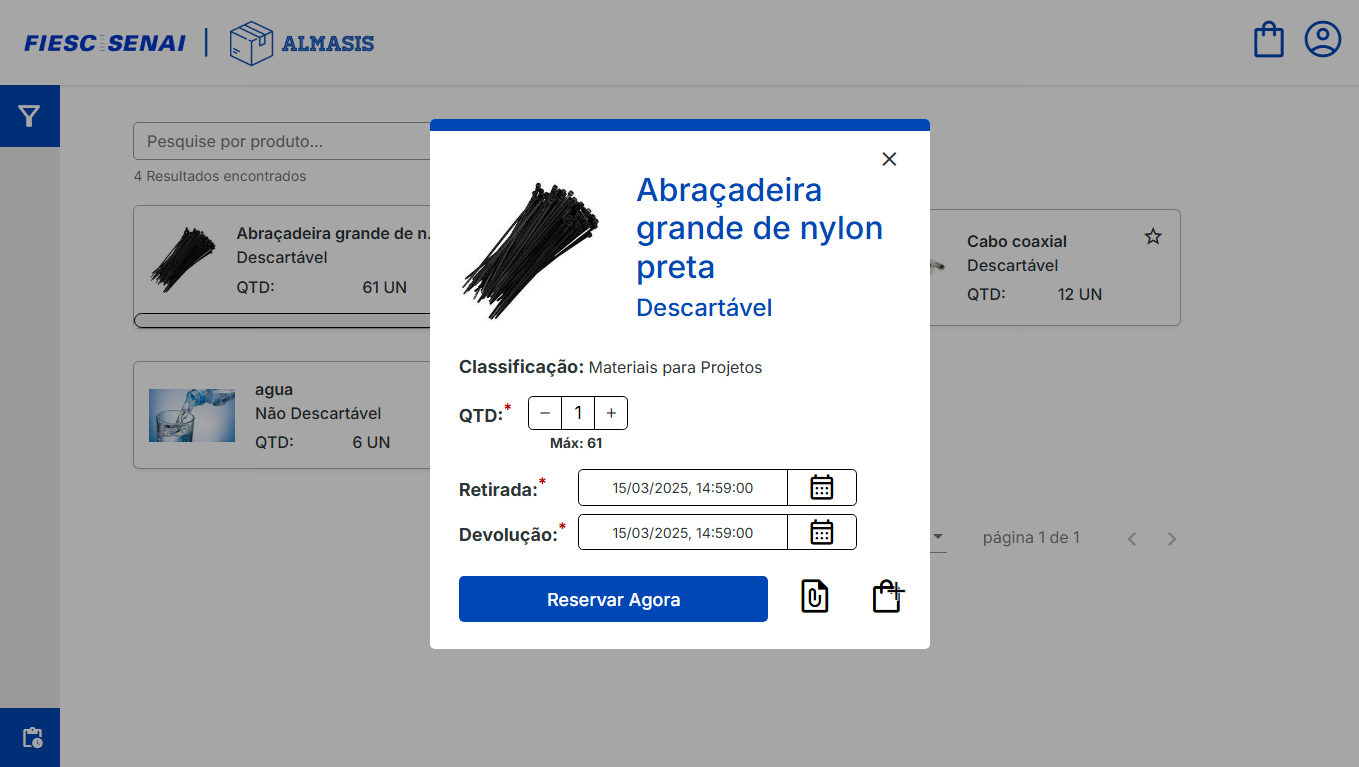 FIESC SENAI
ALMASIS
Pesquise por produto...
4 Resultados encontrados
Abraçadeira grande de n.
Descartável
QTD: 61 UN
agua
Não Descartável
QTD: 6 UN
Abraçadeira
grande de nylon
preta
Descartável
Classificação: Materiais para Projetos
QTD:* − 1 +
Máx: 61
Retirada:* 15/03/2025, 14:59:00
Devolução:* 15/03/2025, 14:59:00
Reservar Agora
Cabo coaxial
Descartável
QTD: 12 UN
página 1 de 1